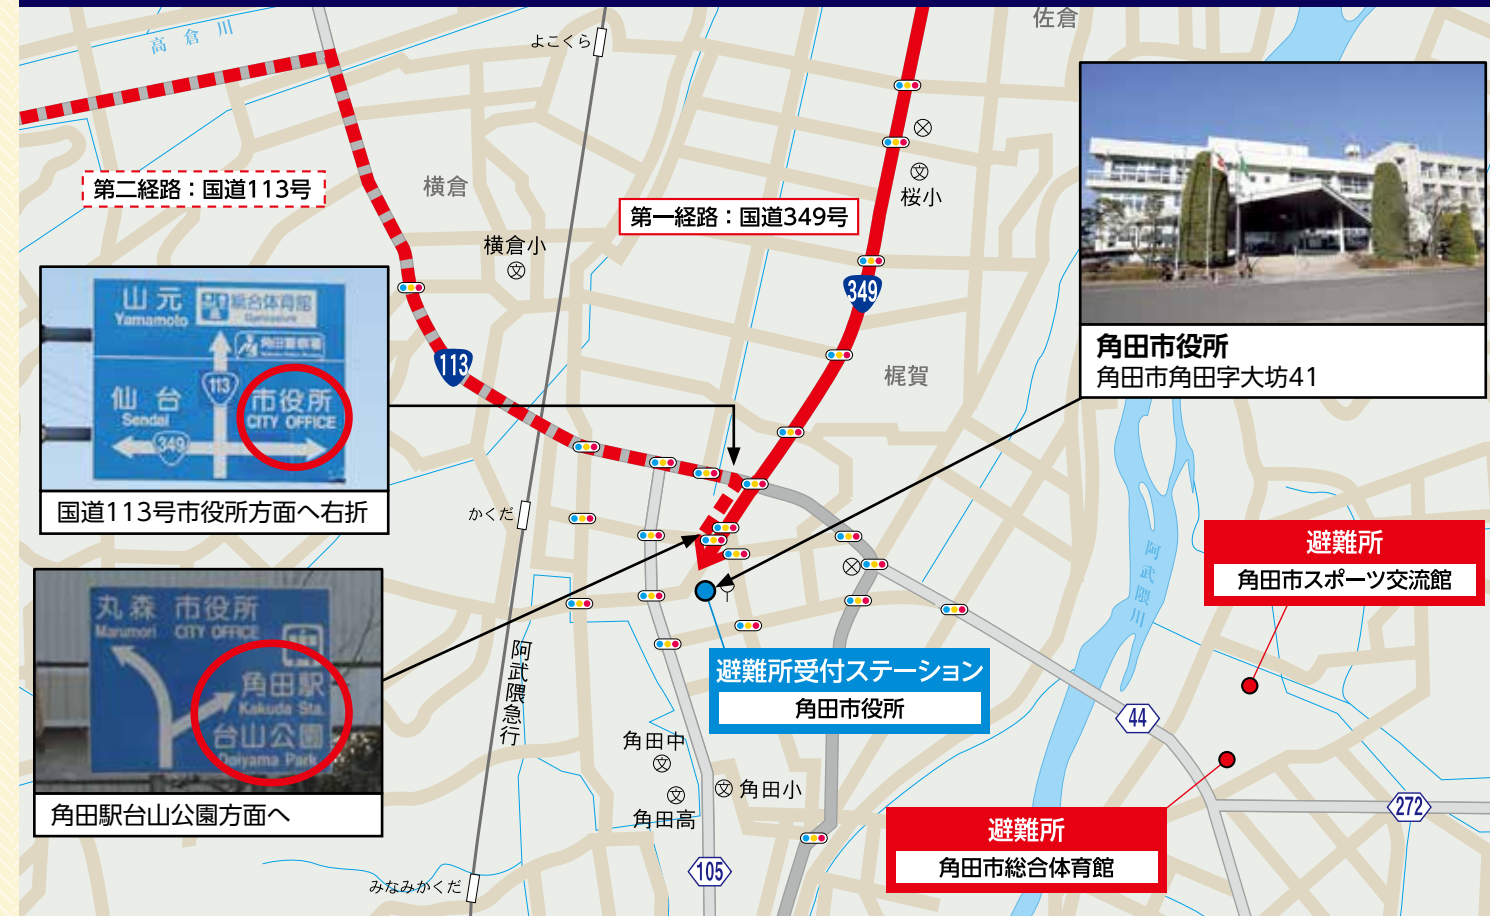 高倉川
よこくら
佐倉
第二経路：国道113号
横倉
第一経路：国道349号
桜小
横倉小
349
113
梶賀
山元
Yamamoto
総合体育館
Gymnasium
角田警察署
113
仙台
Sendai
市役所
CITY OFFICE
349
国道113号市役所方面へ右折
角田市役所
角田市角田字大坊41
かくだ
避難所
角田市スポーツ交流館
阿武隈川
丸森
Marumori
市役所
CITY OFFICE
角田駅
Kakuda Sta.
台山公園
Daiyama Park
角田駅台山公園方面へ
阿武隈急行
避難所受付ステーション
角田市役所
44
角田中
角田小
角田高
272
避難所
角田市総合体育館
105
みなみかくだ